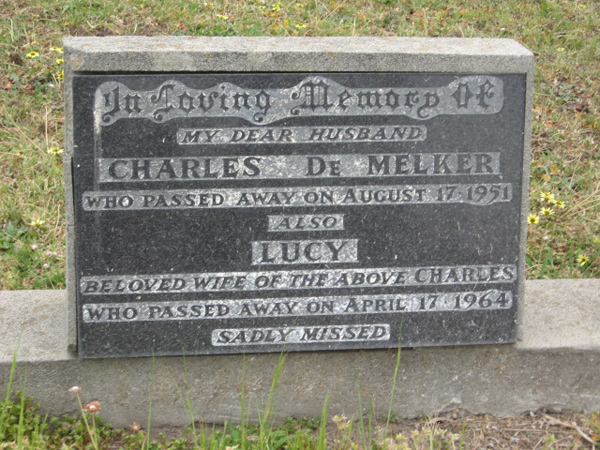 In Loving Memory Of
MY DEAR HUSBAND
CHARLES De MELKER
WHO PASSED AWAY ON AUGUST 17·1951
ALSO
LUCY
BELOVED WIFE OF THE ABOVE CHARLES
WHO PASSED AWAY ON APRIL 17·1964
SADLY MISSED